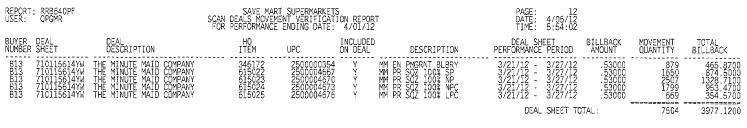 REPORT: RRB640PF SAVE MART SUPERMARKETS PAGE: 12
USER: QPGMR SCAN DEALS MOVEMENT VERIFICATION REPORT DATE: 4/05/12
FOR PERFORMANCE ENDING DATE: 4/01/12 TIME: 5:54:02
BUYER DEAL DEAL HQ INCLUDED DEAL SHEET BILLBACK MOVEMENT TOTAL
NUMBER SHEET DESCRIPTION ITEM UPC ON DEAL DESCRIPTION PERFORMANCE PERIOD AMOUNT QUANTITY BILLBACK
B13 710115614YW THE MINUTE MAID COMPANY 346172 2500000354 Y MM EN PMGRNT BLBRY 3/21/12 - 3/27/12 .53000 879 465.8700
B13 710115614YW THE MINUTE MAID COMPANY 615022 2500004667 Y MM PR SQZ 100% SP 3/21/12 - 3/27/12 .53000 1650 874.5000
B13 710115614YW THE MINUTE MAID COMPANY 615023 2500004670 Y MM PR SQZ 100% NP 3/21/12 - 3/27/12 .53000 2507 1328.7100
B13 710115614YW THE MINUTE MAID COMPANY 615024 2500004673 Y MM PR SQZ 100% NPC 3/21/12 - 3/27/12 .53000 1799 953.4700
B13 710115614YW THE MINUTE MAID COMPANY 615025 2500004676 Y MM PR SQZ 100% LPC 3/21/12 - 3/27/12 .53000 669 354.5700
DEAL SHEET TOTAL: 7504 3977.1200